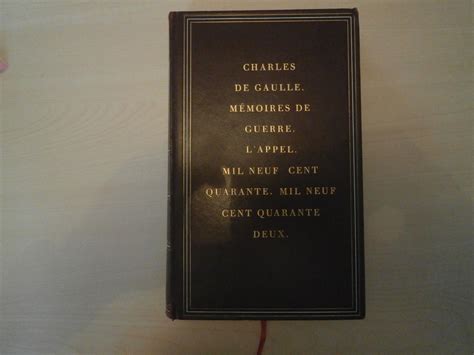 CHARLES
DE GAULLE.
MÉMOIRES DE
GUERRE.
L'APPEL.
MIL NEUF CENT
QUARANTE. MIL NEUF
CENT QUARANTE
DEUX.